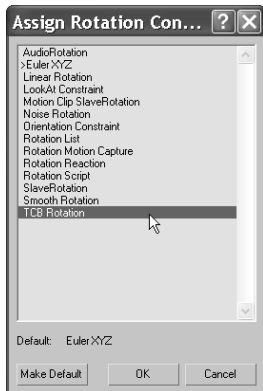 Assign Rotation Con...
AudioRotation
>Euler XYZ
Linear Rotation
LookAt Constraint
Motion Clip SlaveRotation
Noise Rotation
Orientation Constraint
Rotation List
Rotation Motion Capture
Rotation Reaction
Rotation Script
SlaveRotation
Smooth Rotation
TCB Rotation
Default: Euler XYZ
Make Default OK Cancel